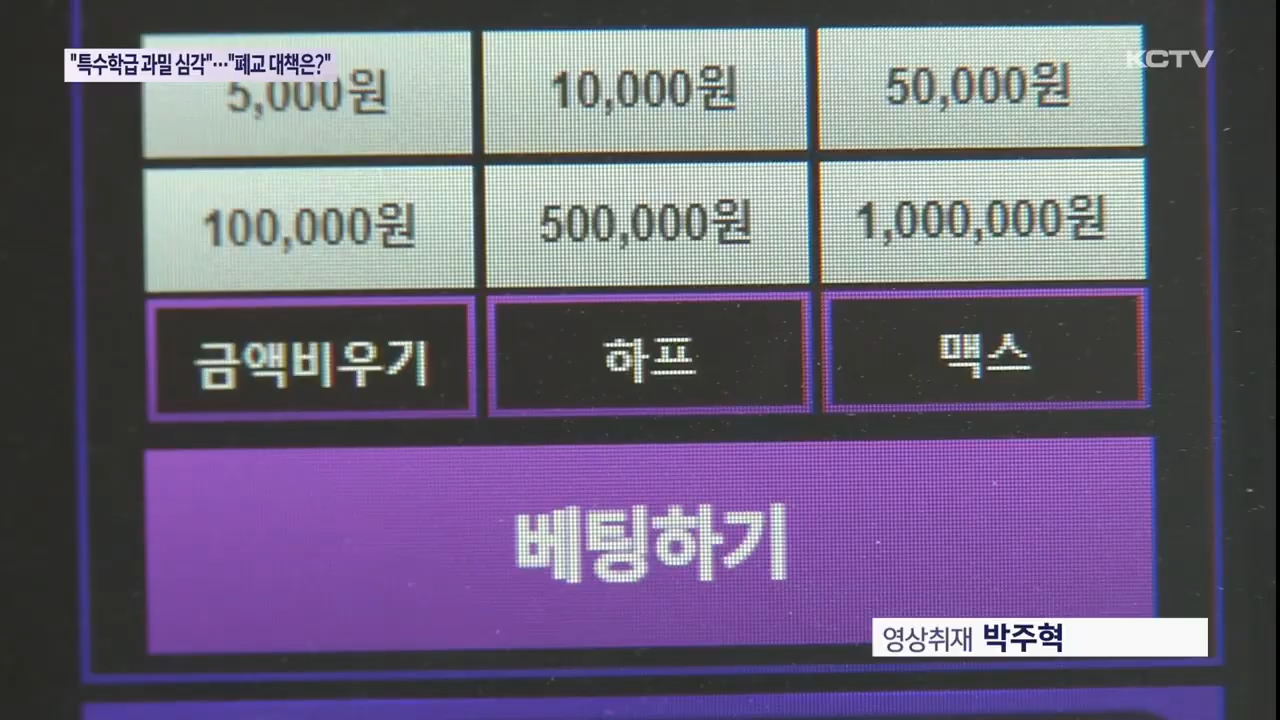 "특수학급 과밀 심각"…"폐교 대책은?"
KCTV
5,000원 10,000원 50,000원
100,000원 500,000원 1,000,000원
금액비우기 하프 맥스
베팅하기
영상취재 박주혁